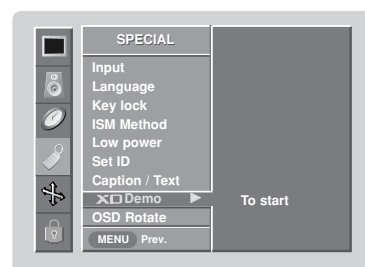 SPECIAL
Input
Language
Key lock
ISM Method
Low power
Set ID
Caption / Text
XD Demo ▶ To start
OSD Rotate
MENU Prev.